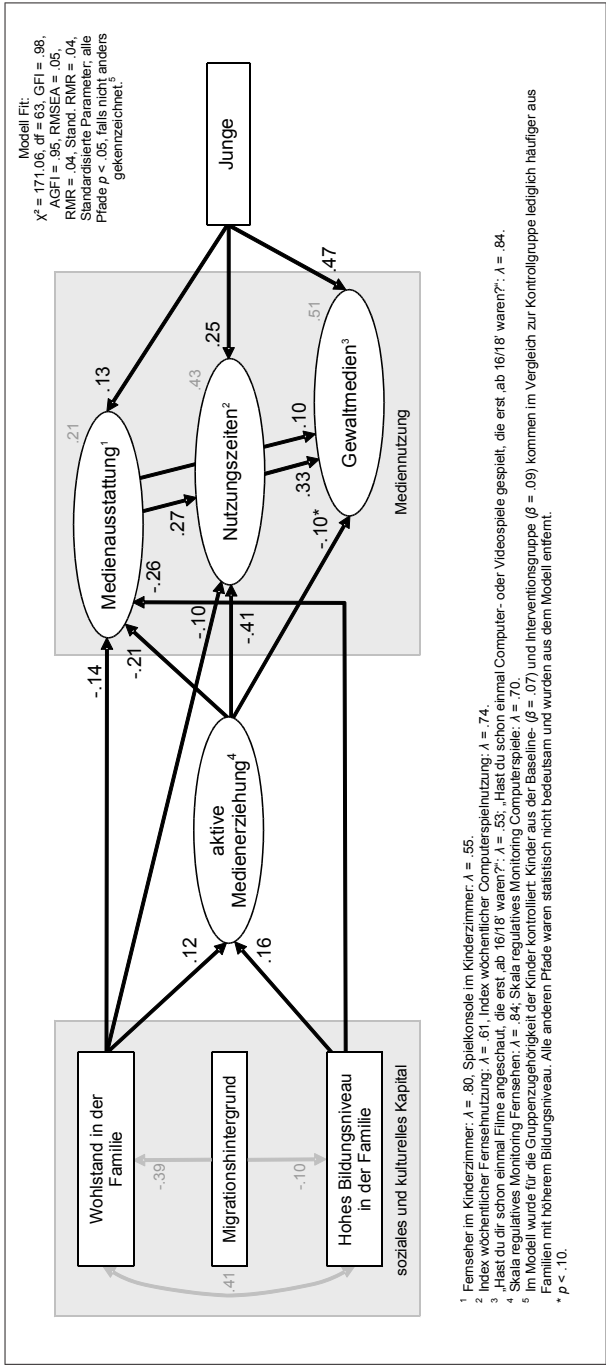 Modell Fit:
χ² = 171.06, df = 63, GFI = .98,
AGFI = .95, RMSEA = .05,
RMR = .04, Stand. RMR = .04,
Standardisierte Parameter; alle
Pfade p < .05, falls nicht anders
gekennzeichnet.⁵
Wohlstand in der
Familie
Migrationshintergrund
Hohes Bildungsniveau
in der Familie
soziales und kulturelles Kapital
-.39
-.10
.41
.12
.16
aktive
Medienerziehung⁴
-.14
-.21
-.26
-.10
-.41
-.10*
Medienausstattung¹
.21
.27
Nutzungszeiten²
.43
.33
.10
Gewaltmedien³
.51
Mediennutzung
.13
.25
.47
Junge
¹ Fernseher im Kinderzimmer: λ = .80, Spielkonsole im Kinderzimmer: λ = .55.
² Index wöchentlicher Fernsehnutzung: λ = .61, Index wöchentlicher Computerspielnutzung: λ = .74.
³ „Hast du dir schon einmal Filme angeschaut, die erst ‚ab 16/18‘ waren?“: λ = .53; „Hast du schon einmal Computer- oder Videospiele gespielt, die erst ‚ab 16/18‘ waren?“: λ = .84.
⁴ Skala regulatives Monitoring Fernsehen: λ = .84; Skala regulatives Monitoring Computerspiele: λ = .70.
⁵ Im Modell wurde für die Gruppenzugehörigkeit der Kinder kontrolliert: Kinder aus der Baseline- (β = .07) und Interventionsgruppe (β = .09) kommen im Vergleich zur Kontrollgruppe lediglich häufiger aus
Familien mit höherem Bildungsniveau. Alle anderen Pfade waren statistisch nicht bedeutsam und wurden aus dem Modell entfernt.
* p < .10.